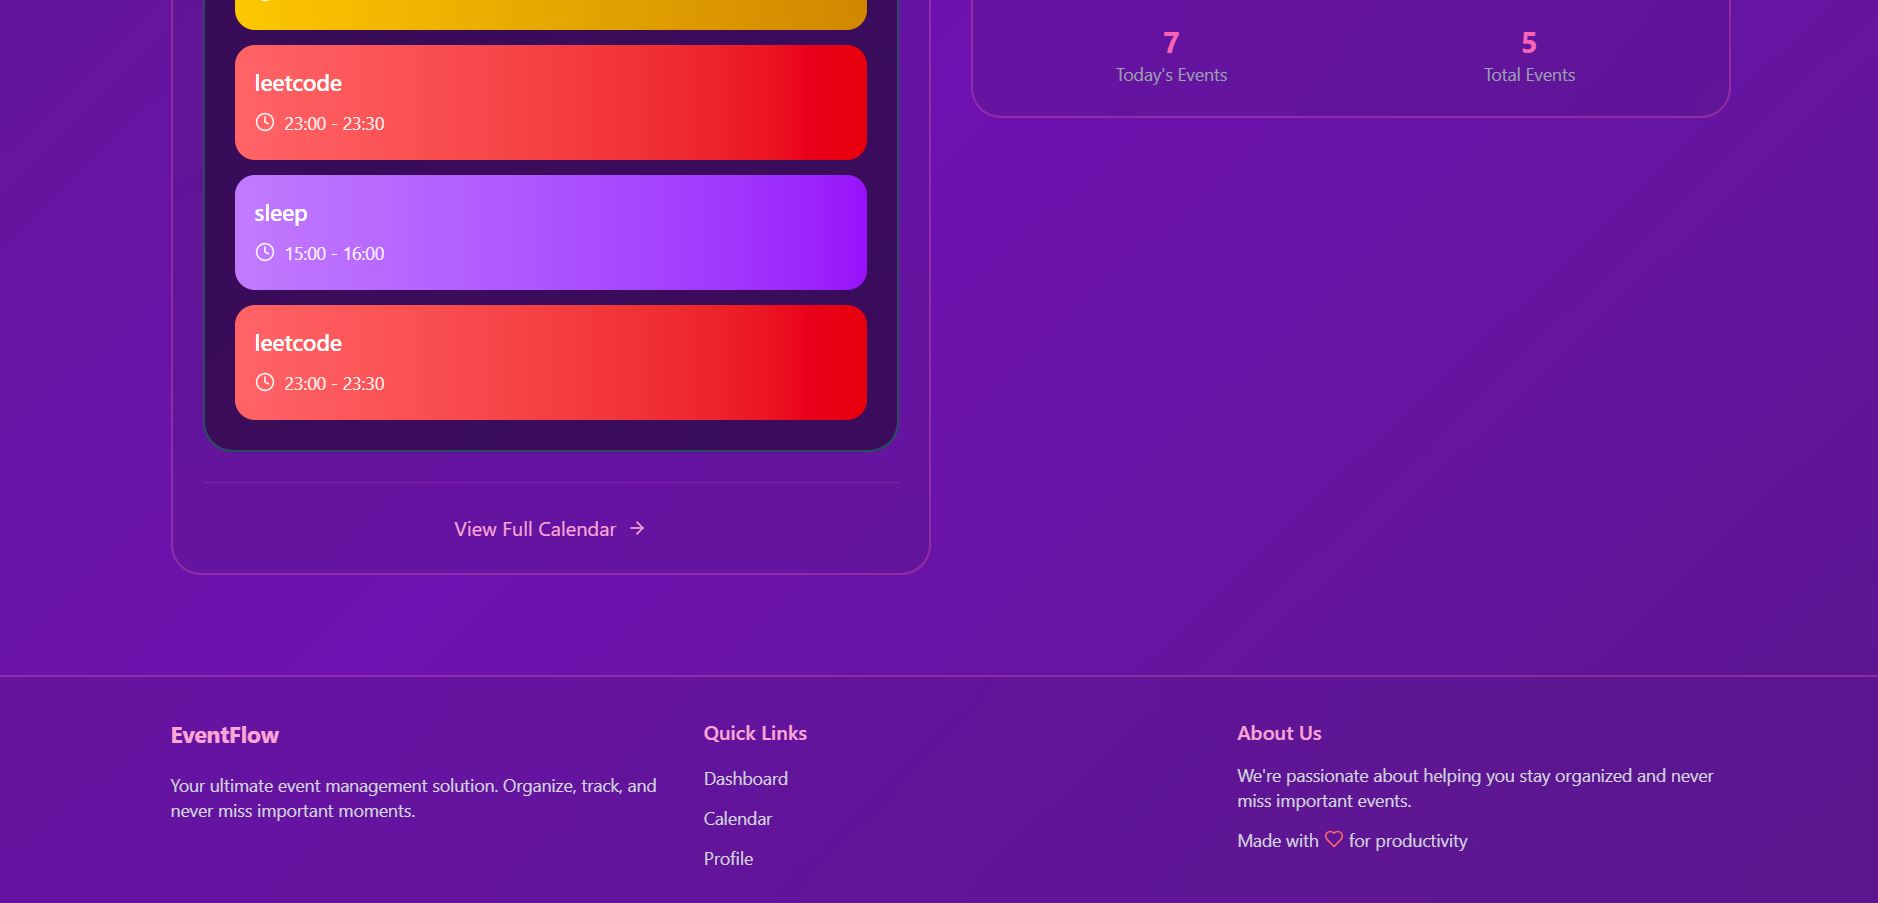 leetcode
23:00 - 23:30
sleep
15:00 - 16:00
leetcode
23:00 - 23:30
View Full Calendar
7
Today's Events
5
Total Events
EventFlow
Your ultimate event management solution. Organize, track, and
never miss important moments.
Quick Links
Dashboard
Calendar
Profile
About Us
We're passionate about helping you stay organized and never
miss important events.
Made with for productivity